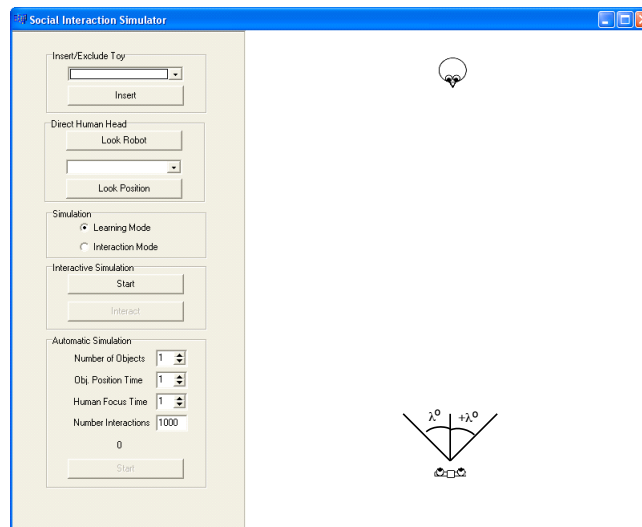 Social Interaction Simulator
Insert/Exclude Toy
Insert
Direct Human Head
Look Robot
Look Position
Simulation
Learning Mode
Interaction Mode
Interactive Simulation
Start
Interact
Automatic Simulation
Number of Objects 1
Obj. Position Time 1
Human Focus Time 1
Number Interactions 1000
0
Start
λº +λº